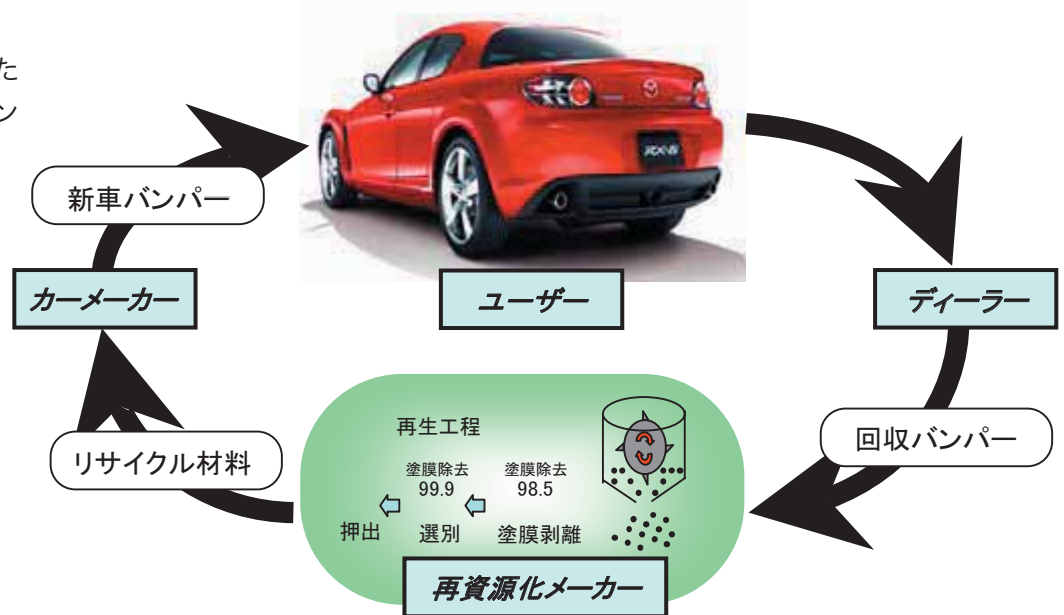 た
ン
新車バンパー
カーメーカー
ユーザー
ディーラー
再生工程
塗膜除去
99.9
塗膜除去
98.5
押出
選別
塗膜剥離
リサイクル材料
回収バンパー
再資源化メーカー